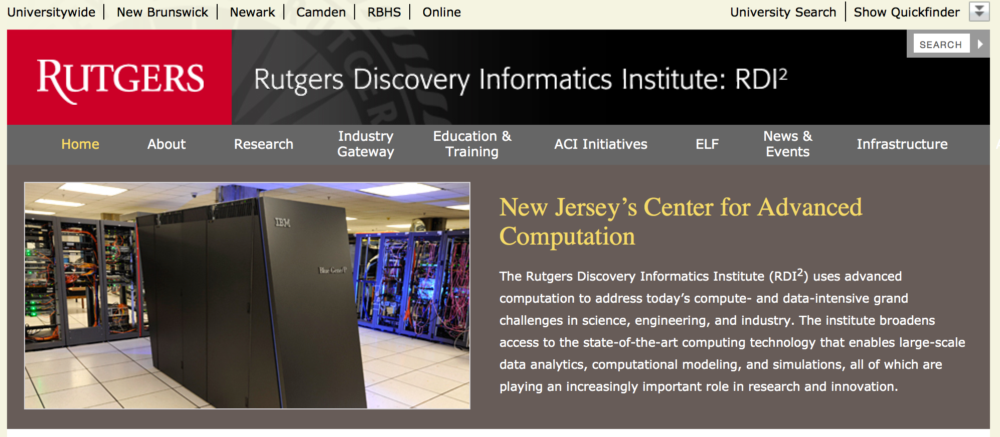 Universitywide | New Brunswick | Newark | Camden | RBHS | Online
University Search | Show Quickfinder
SEARCH
RUTGERS
Rutgers Discovery Informatics Institute: RDI²
Home
About
Research
Industry
Gateway
Education &
Training
ACI Initiatives
ELF
News &
Events
Infrastructure
IBM
Blue Gene/P
New Jersey’s Center for Advanced
Computation
The Rutgers Discovery Informatics Institute (RDI²) uses advanced
computation to address today’s compute- and data-intensive grand
challenges in science, engineering, and industry. The institute broadens
access to the state-of-the-art computing technology that enables large-scale
data analytics, computational modeling, and simulations, all of which are
playing an increasingly important role in research and innovation.